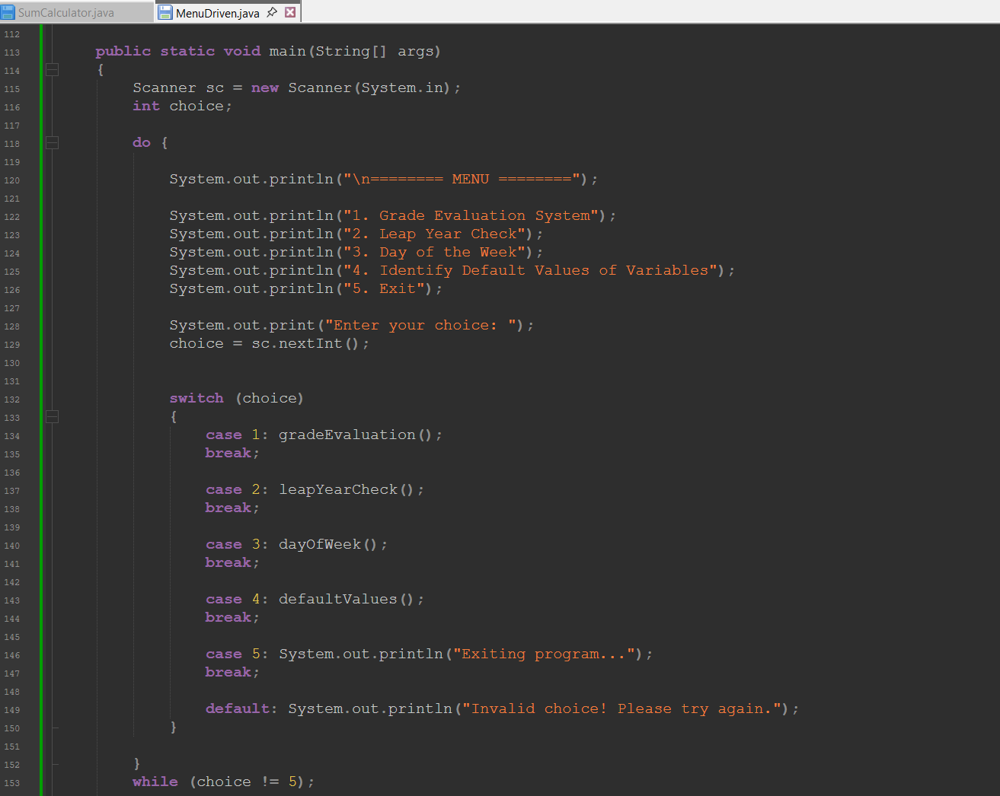 SumCalculator.java MenuDriven.java
112
113 public static void main(String[] args)
114 {
115 Scanner sc = new Scanner(System.in);
116 int choice;
117
118 do {
119
120 System.out.println("\n======== MENU ========");
121
122 System.out.println("1. Grade Evaluation System");
123 System.out.println("2. Leap Year Check");
124 System.out.println("3. Day of the Week");
125 System.out.println("4. Identify Default Values of Variables");
126 System.out.println("5. Exit");
127
128 System.out.print("Enter your choice: ");
129 choice = sc.nextInt();
130
131
132 switch (choice)
133 {
134 case 1: gradeEvaluation();
135 break;
136
137 case 2: leapYearCheck();
138 break;
139
140 case 3: dayOfWeek();
141 break;
142
143 case 4: defaultValues();
144 break;
145
146 case 5: System.out.println("Exiting program...");
147 break;
148
149 default: System.out.println("Invalid choice! Please try again.");
150 }
151
152 }
153 while (choice != 5);